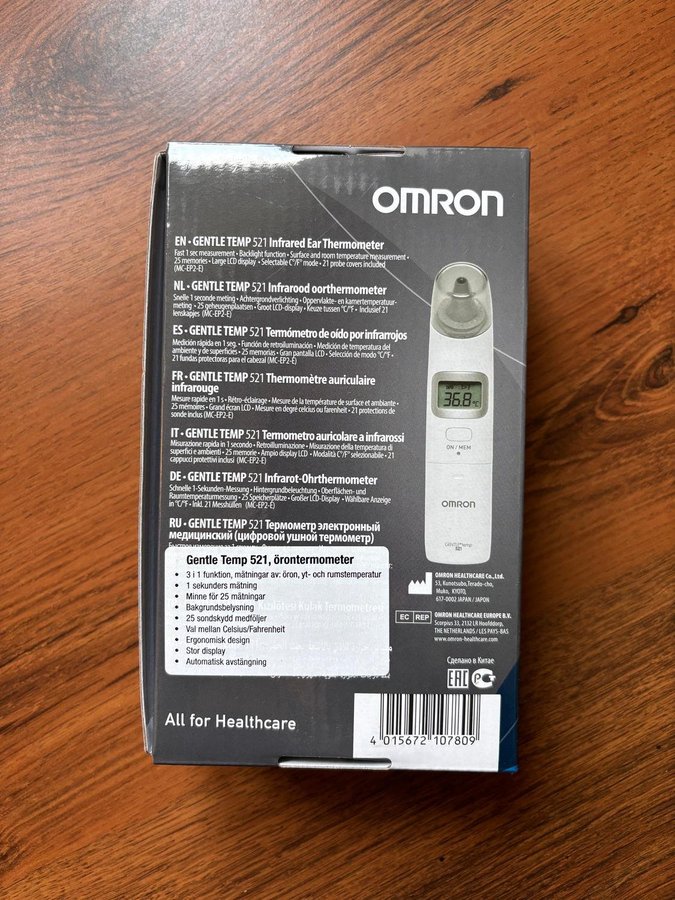 OMRON
EN • GENTLE TEMP 521 Infrared Ear Thermometer
Fast 1 sec measurement • Backlight function • Surface and room temperature measurement •
25 memories • Large LCD display • Selectable C°/F° mode • 21 probe covers included
(MC-EP2-E)
NL • GENTLE TEMP 521 Infrarood oorthermometer
Snelle 1 seconde meting • Achtergrondverlichting • Oppervlakte- en kamertemperatuur-
meting • 25 geheugenplaatsen • Groot LCD-display • Keuze tussen °C/°F • Inclusief 21
lenskapjes (MC-EP2-E)
ES • GENTLE TEMP 521 Termómetro de oído por infrarrojos
Medición rápida en 1 seg. • Función de retroiluminación • Medición de temperatura del
ambiente y de superficies • 25 memorias • Gran pantalla LCD • Selección de modo °C/°F •
21 fundas protectoras para el cabezal (MC-EP2-E)
FR • GENTLE TEMP 521 Thermomètre auriculaire
infrarouge
Mesure rapide en 1 s • Rétro-éclairage • Mesure de la température de surface et ambiante •
25 mémoires • Grand écran LCD • Mesure en degré celcius ou farenheit • 21 protections de
sonde inclus (MC-EP2-E)
IT • GENTLE TEMP 521 Termometro auricolare a infrarossi
Misurazione rapida in 1 secondo • Retroilluminazione • Misurazione della temperatura di
superfici e ambienti • 25 memorie • Ampio display LCD • Modalità C°/F° selezionabile • 21
cappucci protettivi inclusi (MC-EP2-E)
DE • GENTLE TEMP 521 Infrarot-Ohrthermometer
Schnelle 1-Sekunden-Messung • Hintergrundbeleuchtung • Oberflächen- und
Raumtemperaturmessung • 25 Speicherplätze • Großer LCD-Display • Wählbare Anzeige
in °C/°F • Inkl. 21 Messhüllen (MC-EP2-E)
RU • GENTLE TEMP 521 Термометр электронный
медицинский (цифровой ушной термометр)
Gentle Temp 521, örontermometer
• 3 i 1 funktion, mätningar av: öron, yt- och rumstemperatur
• 1 sekunders mätning
• Minne för 25 mätningar
• Bakgrundsbelysning
• 25 sondskydd medföljer
• Val mellan Celsius/Fahrenheit
• Ergonomisk design
• Stor display
• Automatisk avstängning
Kızılötesi Kulak Termometresi
36.8 °C
ON / MEM
OMRON
GENTLE temp
521
OMRON HEALTHCARE Co., Ltd.
53, Kunotsubo, Terado-cho,
Muko, KYOTO,
617-0002 JAPAN / JAPON
EC REP
OMRON HEALTHCARE EUROPE B.V.
Scorpius 33, 2132 LR Hoofddorp,
THE NETHERLANDS / LES PAYS-BAS
www.omron-healthcare.com
Сделано в Китае
EAC
All for Healthcare
4 015672 107809